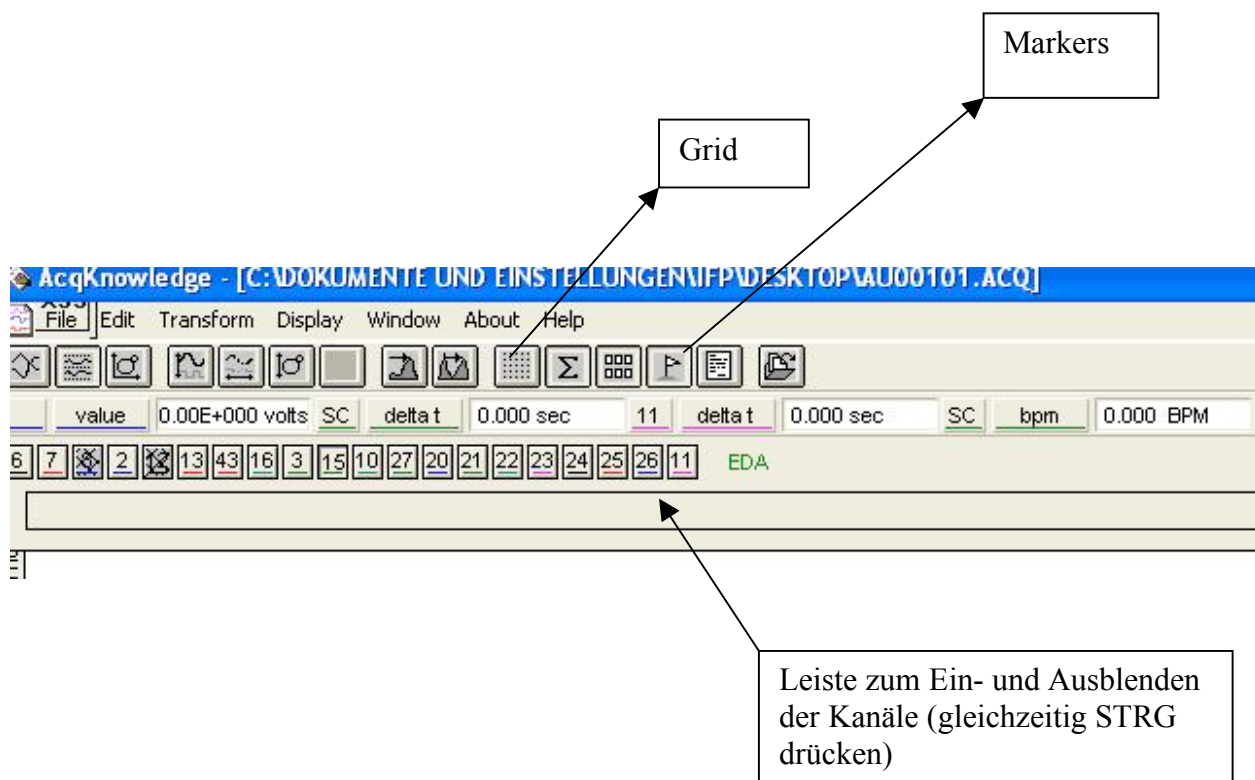 Markers
Grid
AcqKnowledge - [C:\DOKUMENTE UND EINSTELLUNGEN\IFP\DESKTOP\AU00101.ACQ]
File Edit Transform Display Window About Help
value 0.00E+000 volts SC delta t 0.000 sec 11 delta t 0.000 sec SC bpm 0.000 BPM
6 7 2 13 43 16 3 15 10 27 20 21 22 23 24 25 26 11 EDA
Leiste zum Ein- und Ausblenden
der Kanäle (gleichzeitig STRG
drücken)